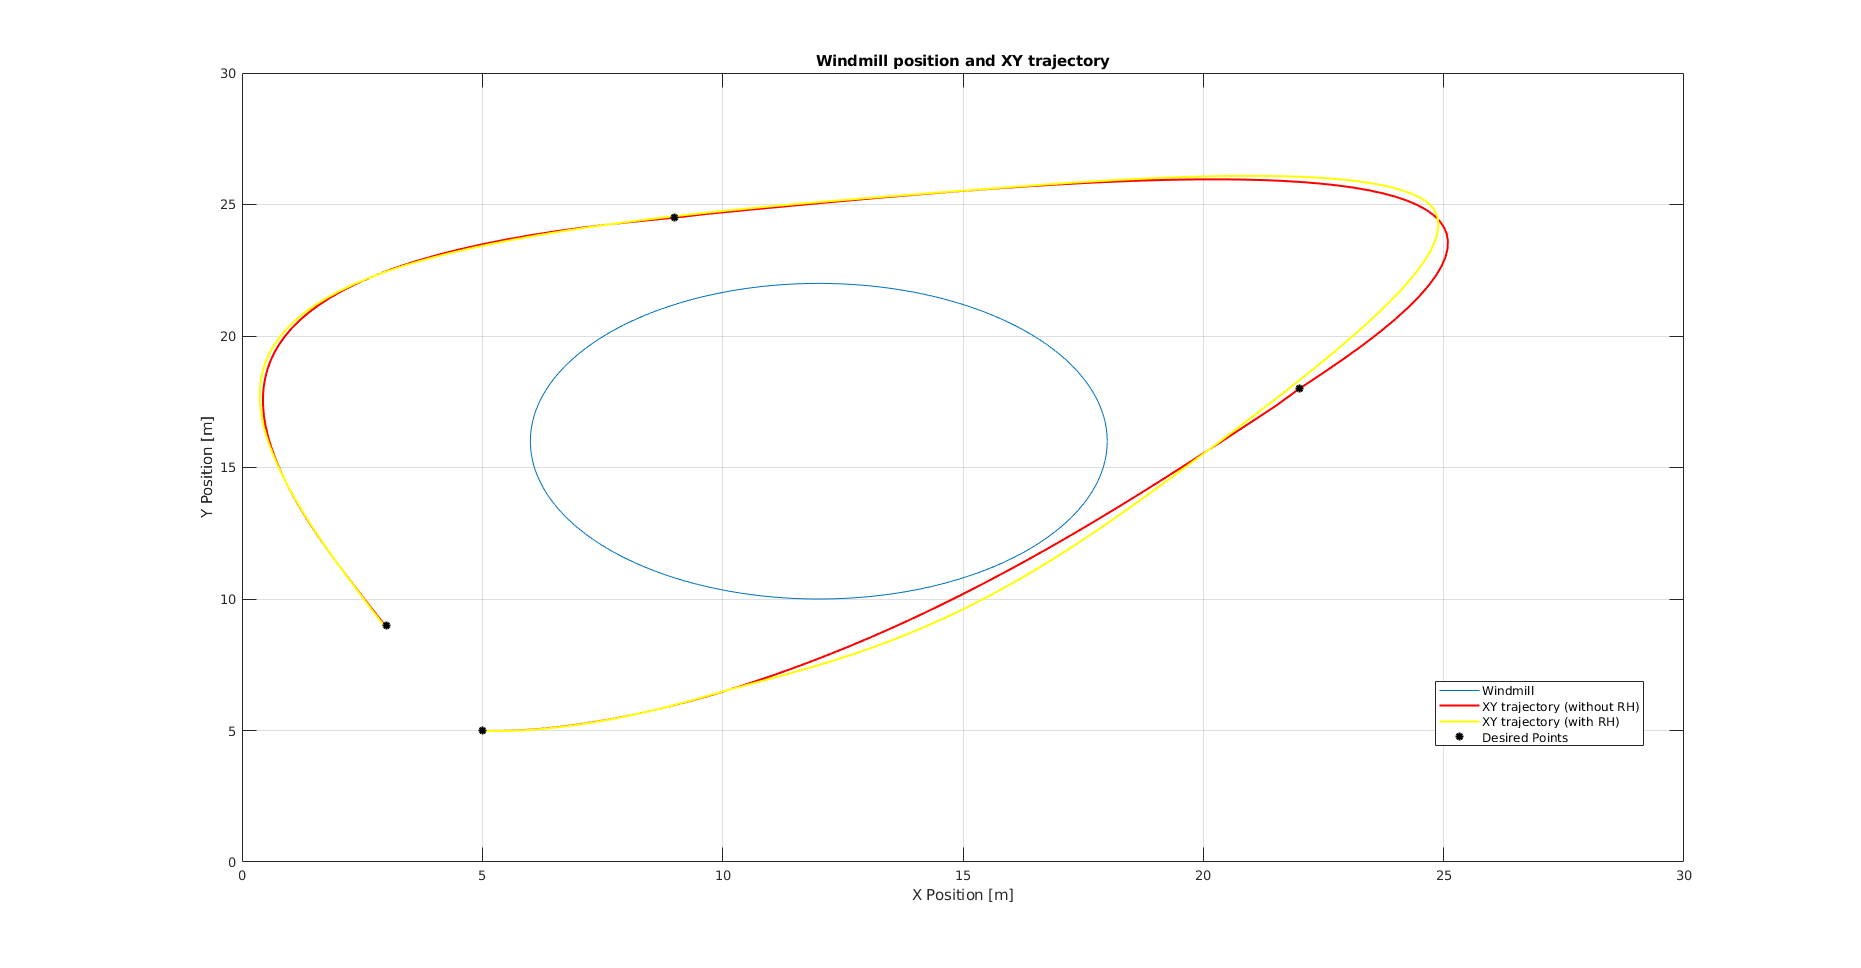 Windmill position and XY trajectory
30
25
20
15
10
5
0
Y Position [m]
0 5 10 15 20 25 30
X Position [m]
Windmill
XY trajectory (without RH)
XY trajectory (with RH)
Desired Points